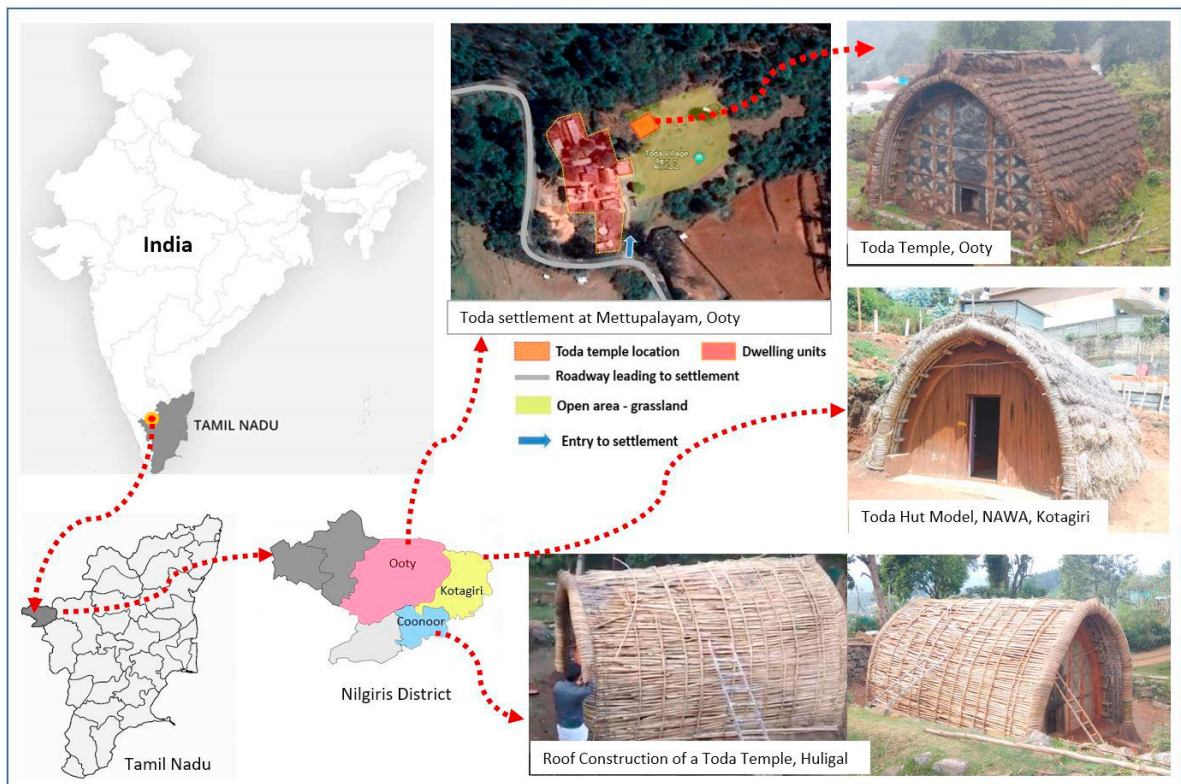 India
TAMIL NADU
Toda Village
Toda settlement at Mettupalayam, Ooty
Toda temple location
Dwelling units
Roadway leading to settlement
Open area - grassland
Entry to settlement
Toda Temple, Ooty
Toda Hut Model, NAWA, Kotagiri
Ooty
Kotagiri
Coonoor
Nilgiris District
Tamil Nadu
Roof Construction of a Toda Temple, Huligal